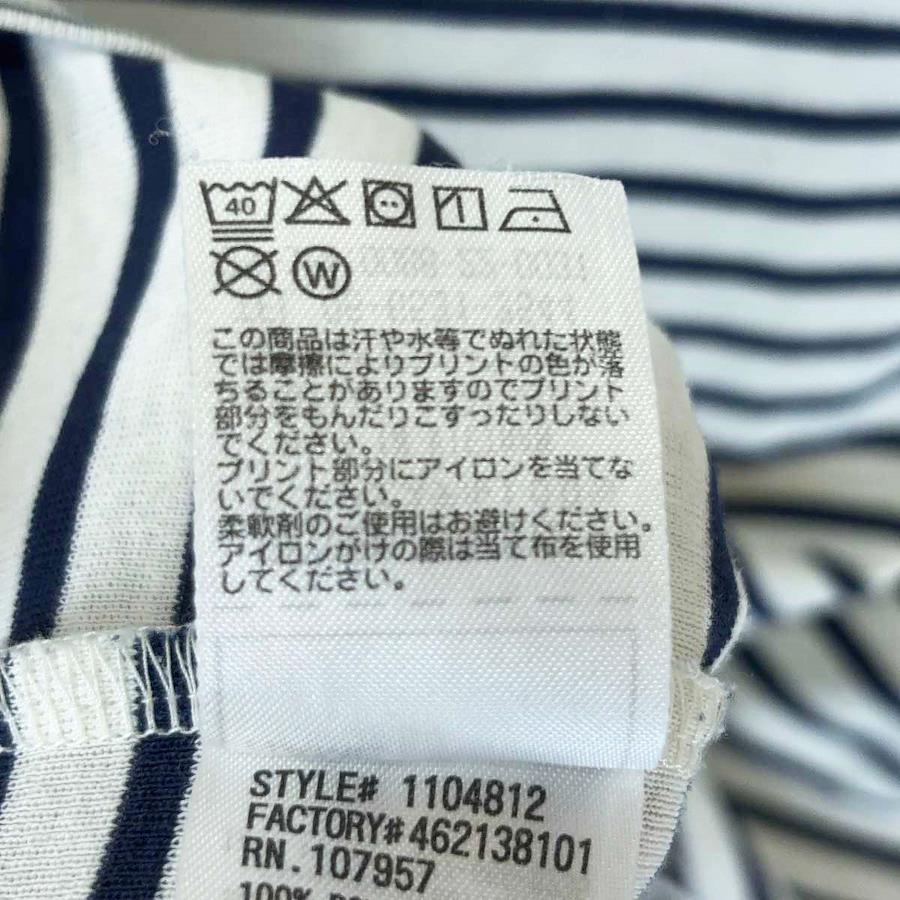 40
W
この商品は汗や水等でぬれた状態
では摩擦によりプリントの色が落
ちることがありますのでプリント
部分をもんだりこすったりしない
でください。
プリント部分にアイロンを当てな
いでください。
柔軟剤のご使用はお避けください。
アイロンがけの際は当て布を使用
してください。
STYLE# 1104812
FACTORY#462138101
RN.107957
100%